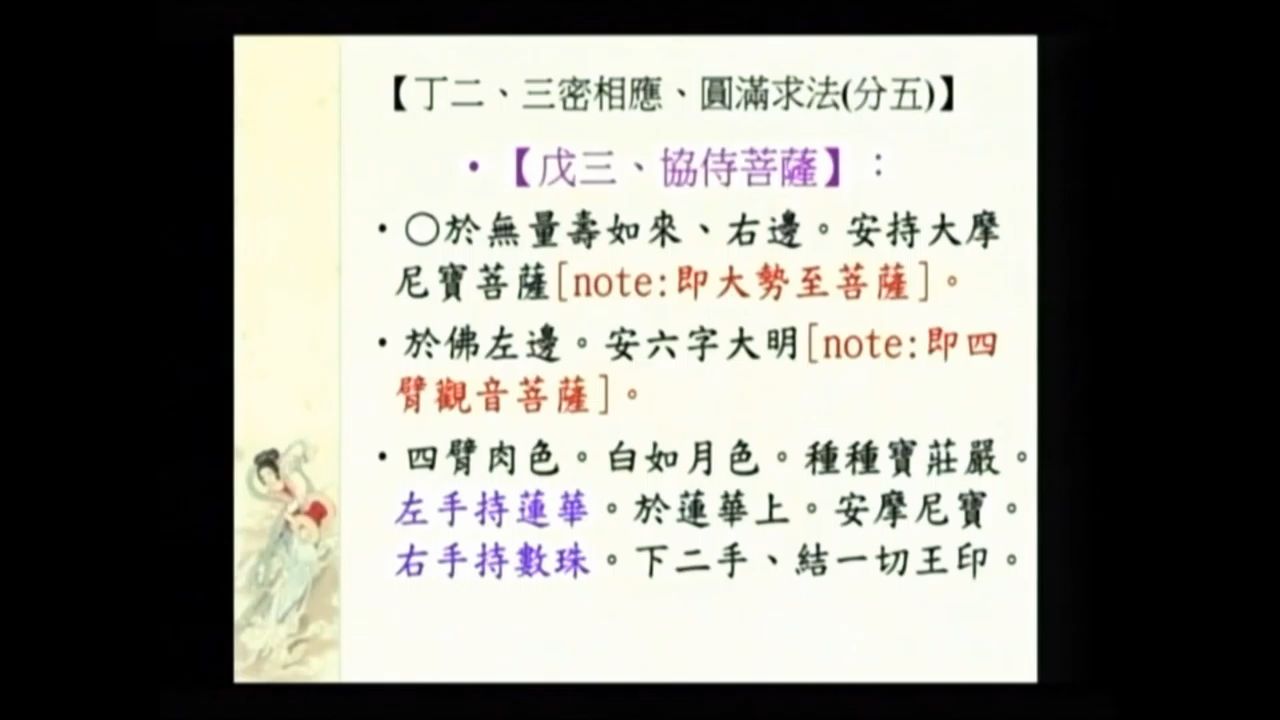 【丁二、三密相應、圓滿求法(分五)】
•【戊三、協侍菩薩】：
•〇於無量壽如來、右邊。安持大摩
尼寶菩薩[note:即大勢至菩薩]。
•於佛左邊。安六字大明[note:即四
臂觀音菩薩]。
•四臂肉色。白如月色。種種寶莊嚴。
左手持蓮華。於蓮華上。安摩尼寶。
右手持數珠。下二手、結一切王印。